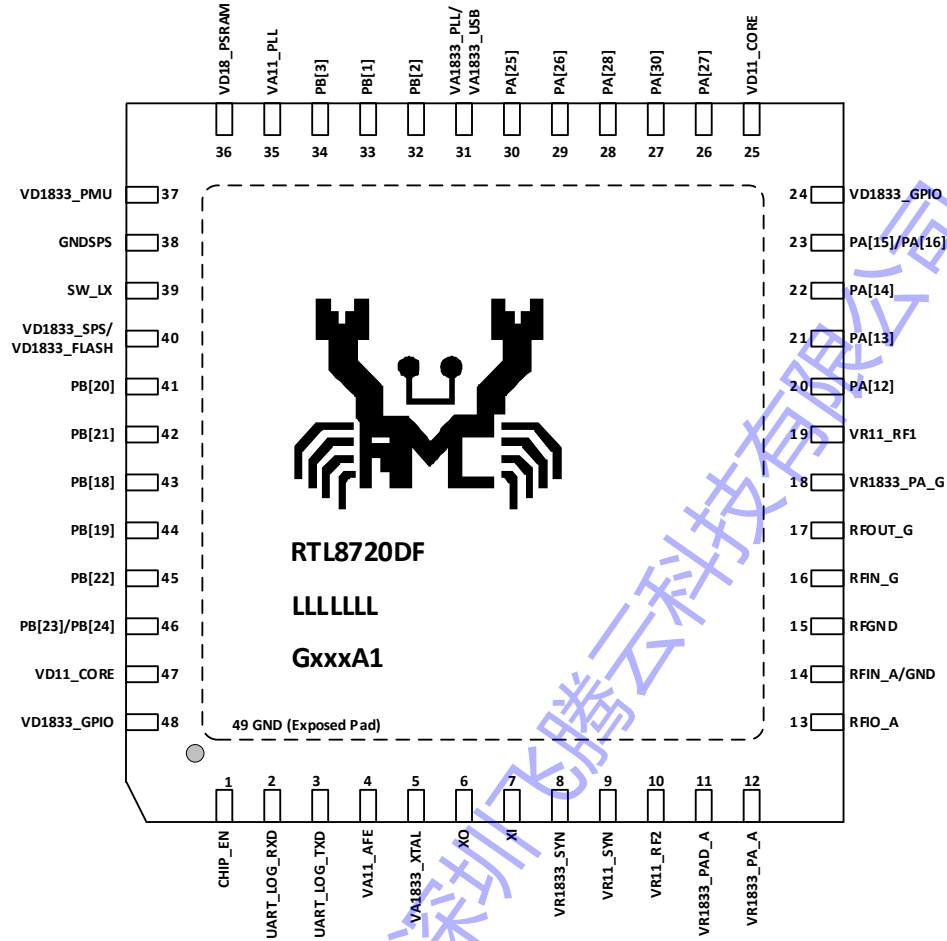 VD18_PSRAM
VA11_PLL
PB[3]
PB[1]
PB[2]
VA1833_PLL/
VA1833_USB
PA[25]
PA[26]
PA[28]
PA[30]
PA[27]
VD11_CORE
36 35 34 33 32 31 30 29 28 27 26 25
VD1833_PMU 37
GNDSPS 38
SW_LX 39
VD1833_SPS/
VD1833_FLASH 40
PB[20] 41
PB[21] 42
PB[18] 43
PB[19] 44
PB[22] 45
PB[23]/PB[24] 46
VD11_CORE 47
VD1833_GPIO 48
24 VD1833_GPIO
23 PA[15]/PA[16]
22 PA[14]
21 PA[13]
20 PA[12]
19 VR11_RF1
18 VR1833_PA_G
17 RFOUT_G
16 RFIN_G
15 RFGND
14 RFIN_A/GND
13 RFIO_A
RTL8720DF
LLLLLLL
GxxxA1
49 GND (Exposed Pad)
1 2 3 4 5 6 7 8 9 10 11 12
CHIP_EN
UART_LOG_RXD
UART_LOG_TXD
VA11_AFE
VA1833_XTAL
XO
XI
VR1833_SYN
VR11_SYN
VR11_RF2
VR1833_PAD_A
VR1833_PA_A
深圳飞腾云科技有限公司